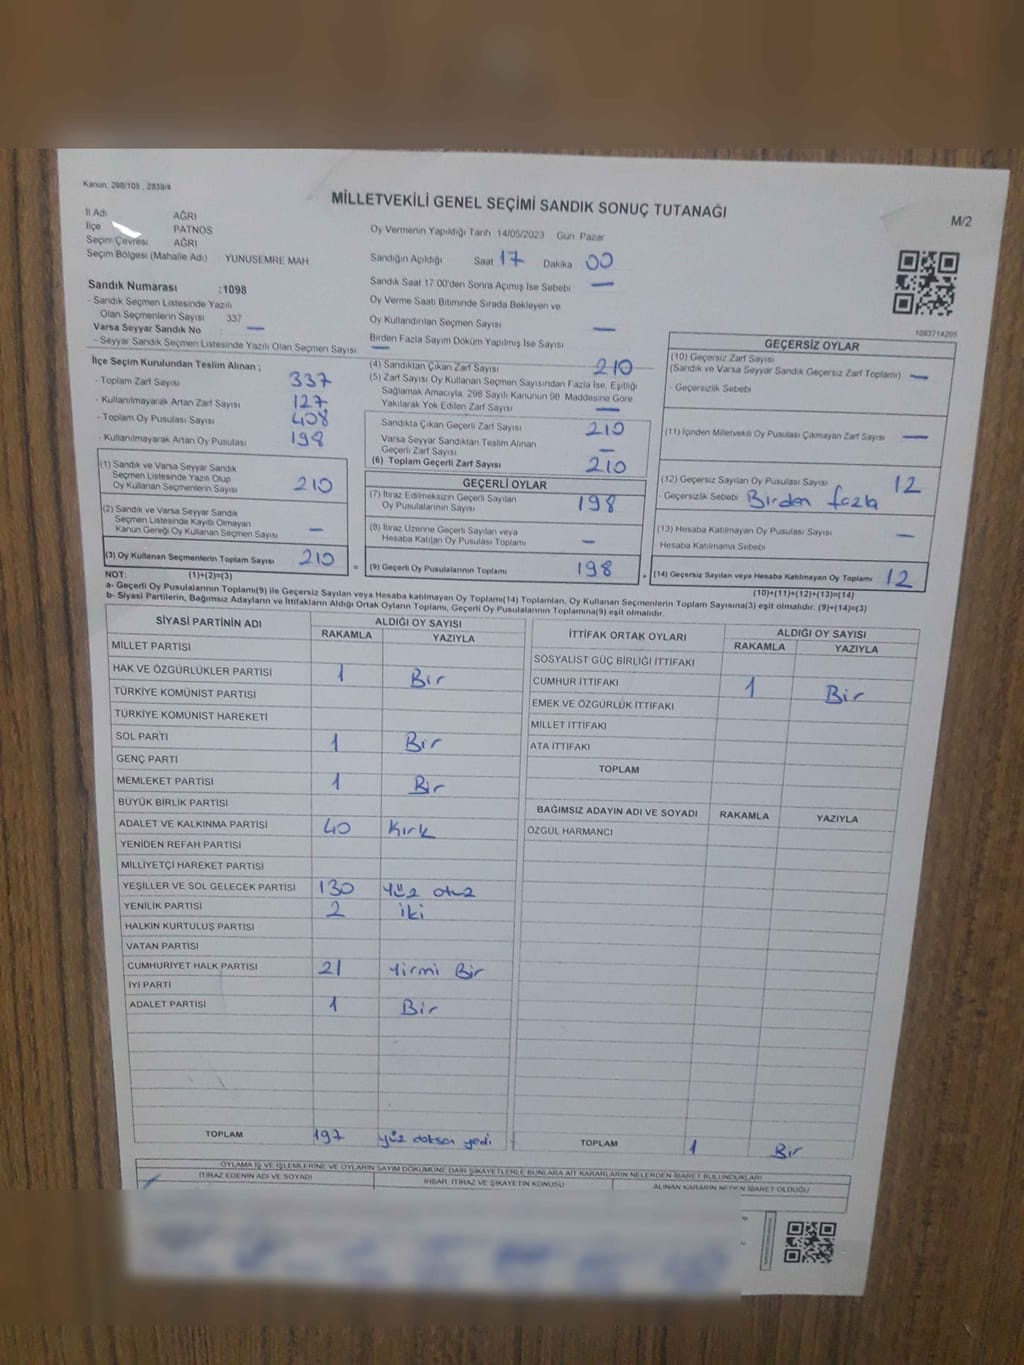 Kanun, 298/105 , 2839/4
MİLLETVEKİLİ GENEL SEÇİMİ SANDIK SONUÇ TUTANAĞI
M/2
İl Adı AĞRI
İlçe PATNOS
Seçim Çevresi AĞRI
Seçim Bölgesi (Mahalle Adı) YUNUSEMRE MAH
Oy Vermenin Yapıldığı Tarih 14/05/2023 Gün Pazar
Sandığın Açıldığı Saat 17 Dakika 00
Sandık Saat 17:00'den Sonra Açılmış İse Sebebi —
Oy Verme Saati Bitiminde Sırada Bekleyen ve
Oy Kullandırılan Seçmen Sayısı —
Birden Fazla Sayım Döküm Yapılmış İse Sayısı —
Sandık Numarası :1098
- Sandık Seçmen Listesinde Yazılı
Olan Seçmenlerin Sayısı 337
Varsa Seyyar Sandık No : —
- Seyyar Sandık Seçmen Listesinde Yazılı Olan Seçmen Sayısı
İlçe Seçim Kurulundan Teslim Alınan ;
- Toplam Zarf Sayısı 337
- Kullanılmayarak Artan Zarf Sayısı 127
- Toplam Oy Pusulası Sayısı 408
- Kullanılmayarak Artan Oy Pusulası 198
(1) Sandık ve Varsa Seyyar Sandık
Seçmen Listesinde Yazılı Olup
Oy Kullanan Seçmenlerin Sayısı 210
(2) Sandık ve Varsa Seyyar Sandık
Seçmen Listesinde Kayıtlı Olmayan
Kanun Gereği Oy Kullanan Seçmen Sayısı —
(3) Oy Kullanan Seçmenlerin Toplam Sayısı 210
(4) Sandıktan Çıkan Zarf Sayısı 210
(5) Zarf Sayısı Oy Kullanan Seçmen Sayısından Fazla İse, Eşitliği
Sağlamak Amacıyla, 298 Sayılı Kanunun 98. Maddesine Göre
Yakılarak Yok Edilen Zarf Sayısı —
Sandıkta Çıkan Geçerli Zarf Sayısı 210
Varsa Seyyar Sandıktan Teslim Alınan
Geçerli Zarf Sayısı —
(6) Toplam Geçerli Zarf Sayısı 210
GEÇERLİ OYLAR
(7) İtiraz Edilmeksizin Geçerli Sayılan
Oy Pusulalarının Sayısı 198
(8) İtiraz Üzerine Geçerli Sayılan veya
Hesaba Katılan Oy Pusulası Toplamı —
= (9) Geçerli Oy Pusulalarının Toplamı 198
1083714205
GEÇERSİZ OYLAR
(10) Geçersiz Zarf Sayısı
(Sandık ve Varsa Seyyar Sandık Geçersiz Zarf Toplamı) —
- Geçersizlik Sebebi
(11) İçinden Milletvekili Oy Pusulası Çıkmayan Zarf Sayısı —
(12) Geçersiz Sayılan Oy Pusulası Sayısı 12
- Geçersizlik Sebebi Birden fazla
(13) Hesaba Katılmayan Oy Pusulası Sayısı —
Hesaba Katılmama Sebebi
+ (14) Geçersiz Sayılan veya Hesaba Katılmayan Oy Toplamı 12
NOT: (1)+(2)=(3)
(10)+(11)+(12)+(13)=(14)
a- Geçerli Oy Pusulalarının Toplamı(9) ile Geçersiz Sayılan veya Hesaba katılmayan Oy Toplamı(14) Toplamları, Oy Kullanan Seçmenlerin Toplam Sayısına(3) eşit olmalıdır. (9)+(14)=(3)
b- Siyasi Partilerin, Bağımsız Adayların ve İttifakların Aldığı Ortak Oyların Toplamı, Geçerli Oy Pusulalarının Toplamına(9) eşit olmalıdır.
SİYASİ PARTİNİN ADI ALDIĞI OY SAYISI
RAKAMLA YAZIYLA
MİLLET PARTİSİ
HAK VE ÖZGÜRLÜKLER PARTİSİ 1 Bir
TÜRKİYE KOMÜNİST PARTİSİ
TÜRKİYE KOMÜNİST HAREKETİ
SOL PARTİ 1 Bir
GENÇ PARTİ
MEMLEKET PARTİSİ 1 Bir
BÜYÜK BİRLİK PARTİSİ
ADALET VE KALKINMA PARTİSİ 40 Kırk
YENİDEN REFAH PARTİSİ
MİLLİYETÇİ HAREKET PARTİSİ
YEŞİLLER VE SOL GELECEK PARTİSİ 130 yüz otuz
YENİLİK PARTİSİ 2 iki
HALKIN KURTULUŞ PARTİSİ
VATAN PARTİSİ
CUMHURİYET HALK PARTİSİ 21 Yirmi Bir
İYİ PARTİ
ADALET PARTİSİ 1 Bir
TOPLAM 197 yüz doksan yedi
İTTİFAK ORTAK OYLARI ALDIĞI OY SAYISI
RAKAMLA YAZIYLA
SOSYALİST GÜÇ BİRLİĞİ İTTİFAKI
CUMHUR İTTİFAKI 1 Bir
EMEK VE ÖZGÜRLÜK İTTİFAKI
MİLLET İTTİFAKI
ATA İTTİFAKI
TOPLAM
BAĞIMSIZ ADAYIN ADI VE SOYADI RAKAMLA YAZIYLA
ÖZGÜL HARMANCI
TOPLAM 1 Bir
OYLAMA İŞ VE İŞLEMLERİNE VE OYLARIN SAYIM DÖKÜMÜNE DAİR ŞİKAYETLERLE BUNLARA AİT KARARLARIN NELERDEN İBARET BULUNDUKLARI
İTİRAZ EDENİN ADI VE SOYADI İHBAR, İTİRAZ VE ŞİKAYETİN KONUSU ALINAN KARARIN NEDEN İBARET OLDUĞU